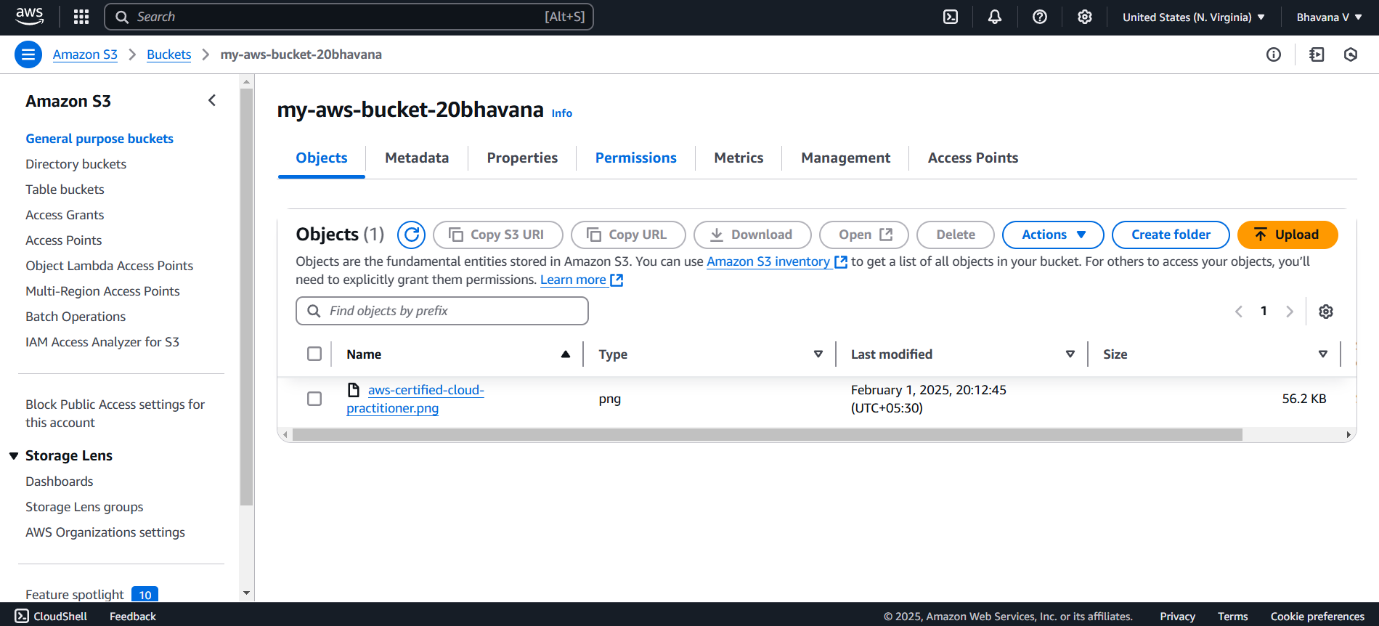 aws
Search [Alt+S]
United States (N. Virginia) Bhavana V
Amazon S3 Buckets my-aws-bucket-20bhavana
Amazon S3
General purpose buckets
Directory buckets
Table buckets
Access Grants
Access Points
Object Lambda Access Points
Multi-Region Access Points
Batch Operations
IAM Access Analyzer for S3
Block Public Access settings for
this account
Storage Lens
Dashboards
Storage Lens groups
AWS Organizations settings
Feature spotlight 10
my-aws-bucket-20bhavana Info
Objects Metadata Properties Permissions Metrics Management Access Points
Objects (1) Copy S3 URI Copy URL Download Open Delete Actions Create folder Upload
Objects are the fundamental entities stored in Amazon S3. You can use Amazon S3 inventory to get a list of all objects in your bucket. For others to access your objects, you'll
need to explicitly grant them permissions. Learn more
Find objects by prefix
1
Name Type Last modified Size
aws-certified-cloud-
practitioner.png
png
February 1, 2025, 20:12:45
(UTC+05:30)
56.2 KB
CloudShell Feedback © 2025, Amazon Web Services, Inc. or its affiliates. Privacy Terms Cookie preferences